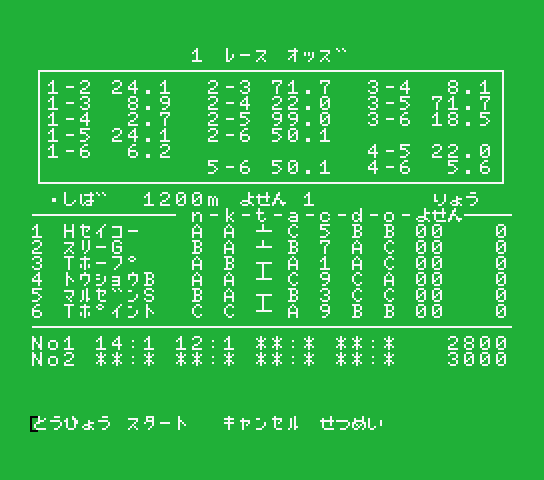 1 レース オッズ
1-2 24.1 2-3 71.7 3-4 8.1
1-3 8.9 2-4 22.0 3-5 71.7
1-4 2.7 2-5 99.0 3-6 18.5
1-5 24.1 2-6 50.1
1-6 6.2 4-5 22.0
5-6 50.1 4-6 5.6
・しば 1200m よせん 1 りょう
n-k-t-a-c-d-o-よせん
1 Hセイコー A A ┴ C 5 B B 00 0
2 スリーG B A ┴ B 7 A C 00 0
3 Tホープ A B ┬ A 1 A C 00 0
4 トウショウB A A ┴ C 9 C A 00 0
5 マルゼンS B A ┬ B 3 C C 00 0
6 Tポイント C C ┴ A 9 B B 00 0
No1 14:1 12:1 **:* **:* 2800
No2 **:* **:* **:* **:* 3000
とうひょう スタート キャンセル せつめい